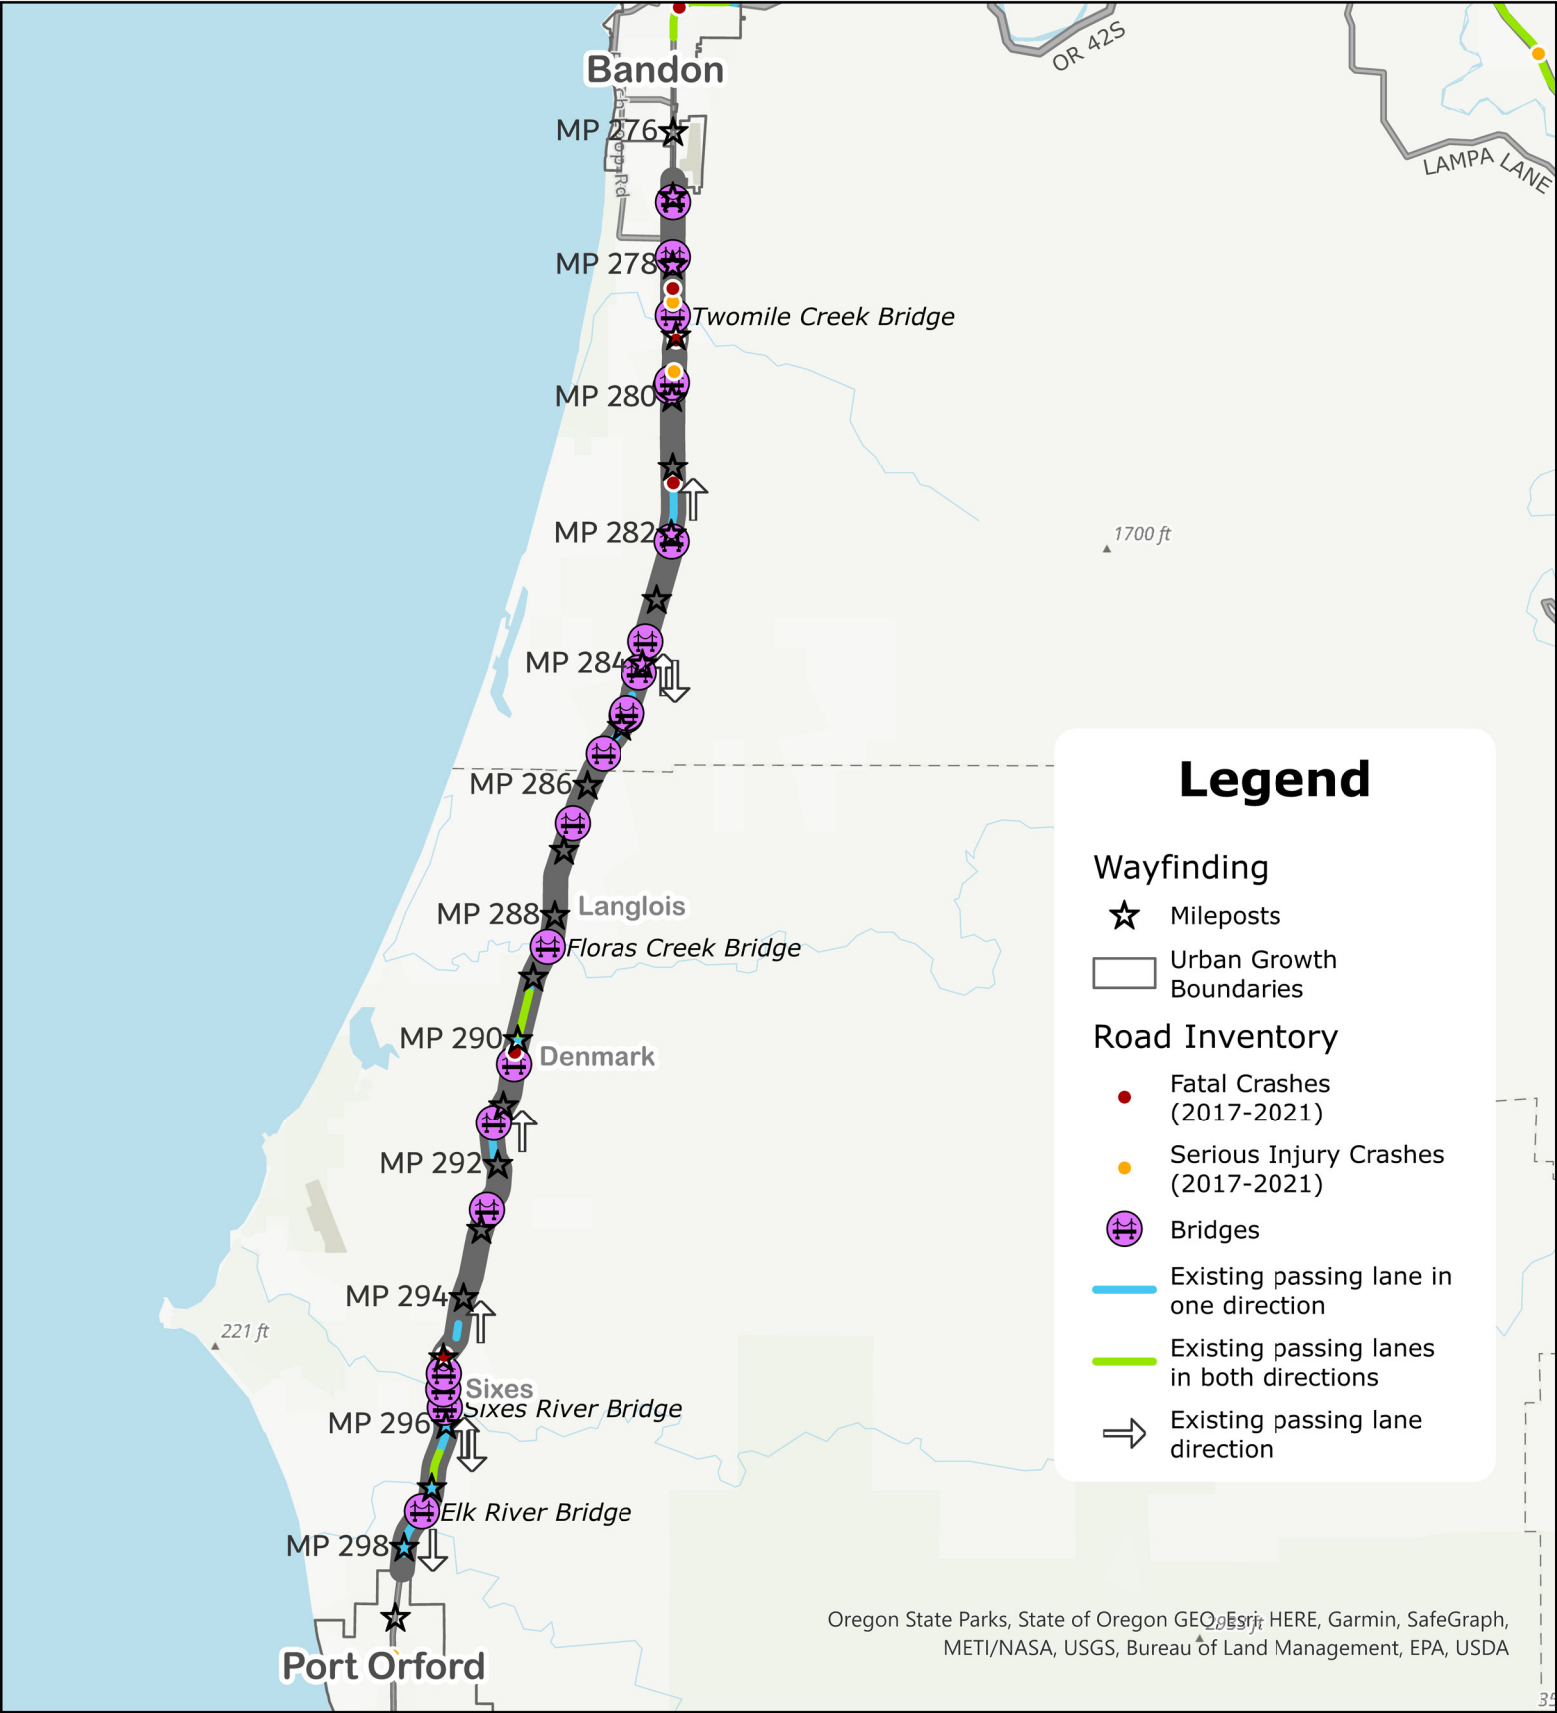 OR 42S
Bandon
MP 276
LAMPA LANE
MP 278
Twomile Creek Bridge
MP 280
MP 282
1700 ft
MP 284
MP 286
Legend
Wayfinding
Mileposts
Urban Growth
Boundaries
Road Inventory
Fatal Crashes
(2017-2021)
Serious Injury Crashes
(2017-2021)
Bridges
Existing passing lane in
one direction
Existing passing lanes
in both directions
Existing passing lane
direction
MP 288
Langlois
Floras Creek Bridge
MP 290
Denmark
MP 292
MP 294
221 ft
Sixes
Sixes River Bridge
MP 296
Elk River Bridge
MP 298
Port Orford
Oregon State Parks, State of Oregon GEO, Esri, HERE, Garmin, SafeGraph,
METI/NASA, USGS, Bureau of Land Management, EPA, USDA